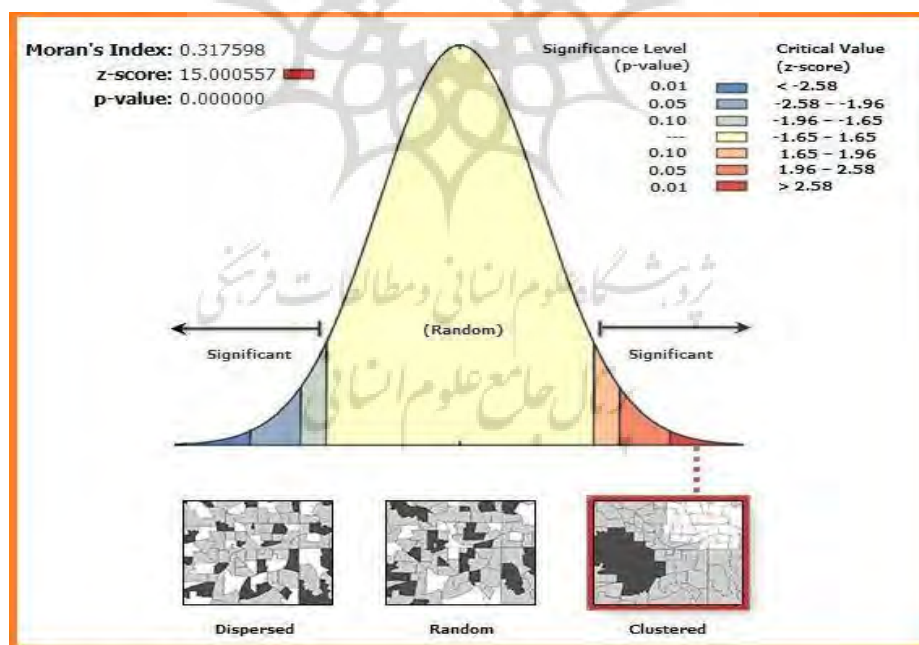 Moran's Index: 0.317598
z-score: 15.000557
p-value: 0.000000
Significance Level
(p-value)
Critical Value
(z-score)
0.01 < -2.58
0.05 -2.58 – -1.96
0.10 -1.96 – -1.65
--- -1.65 – 1.65
0.10 1.65 – 1.96
0.05 1.96 – 2.58
0.01 > 2.58
پژوهشگاه علوم انسانی و مطالعات فرهنگی
(Random)
Significant
Significant
پرتال جامع علوم انسانی
Dispersed
Random
Clustered